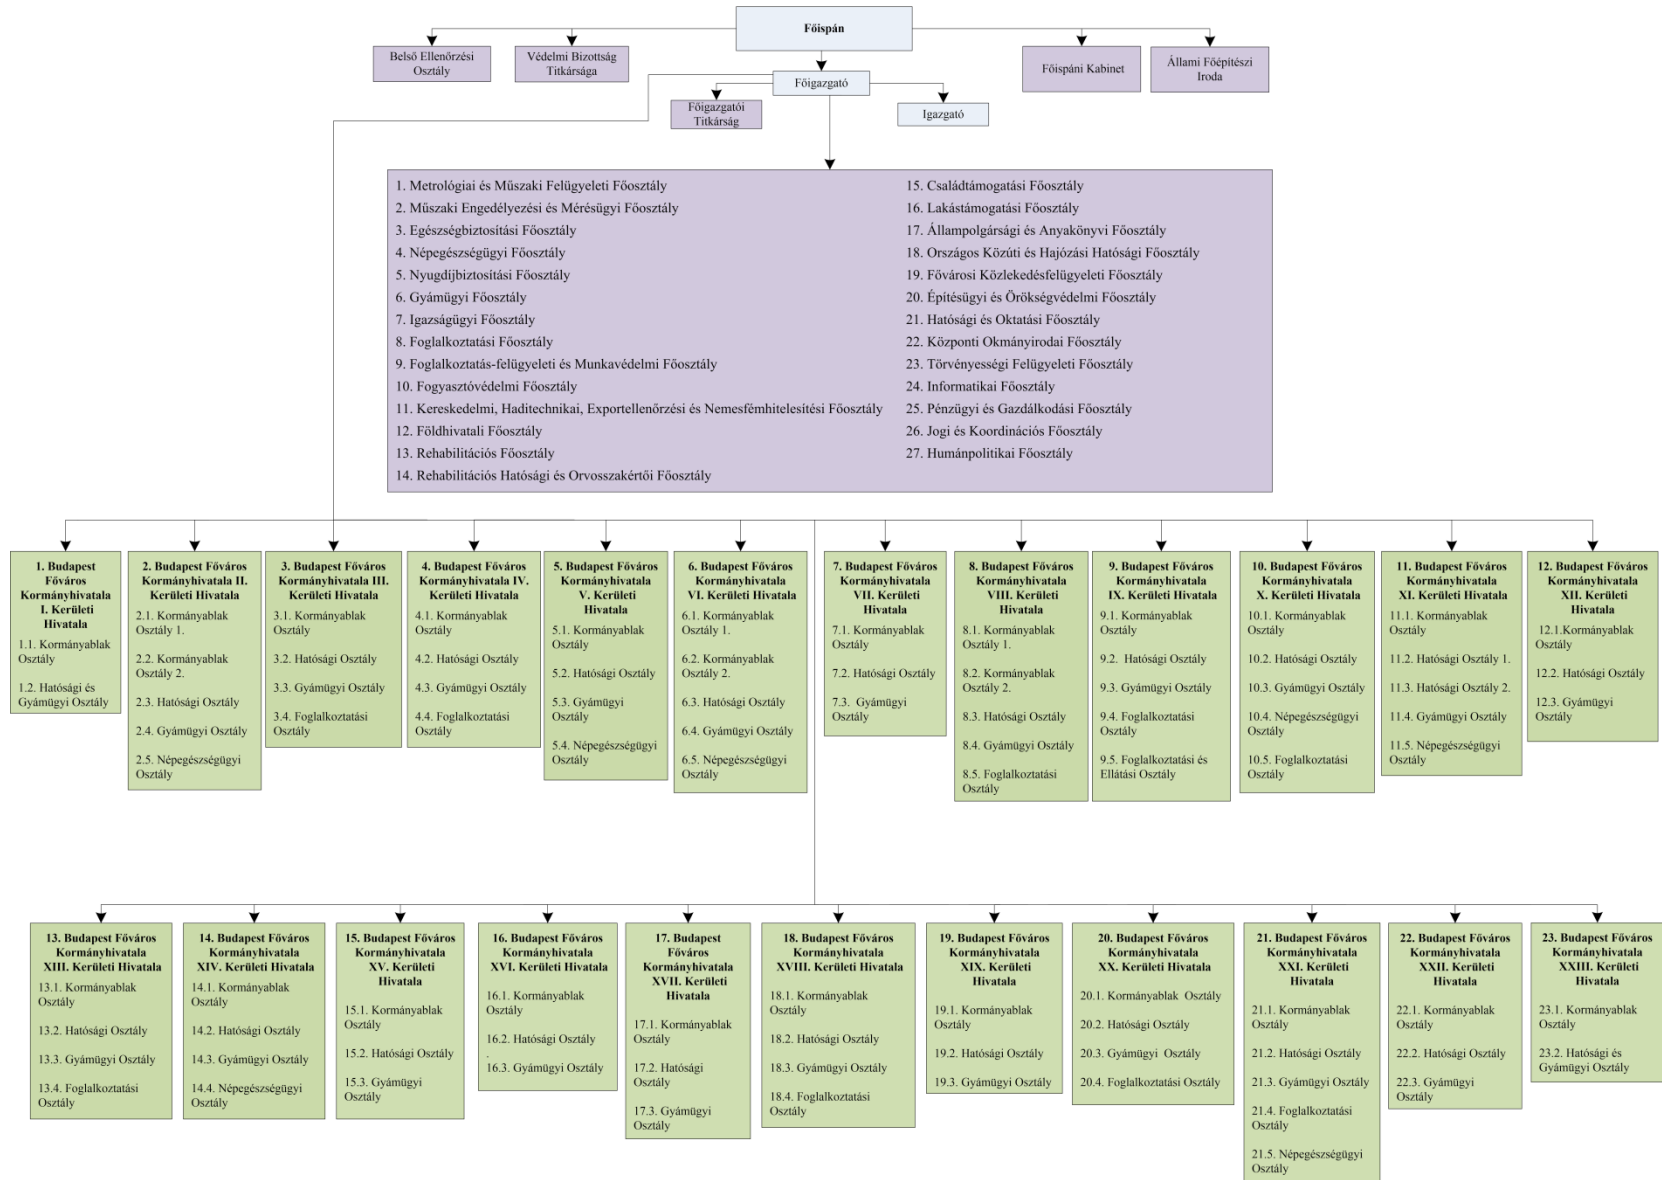 Főispán
Belső Ellenőrzési
Osztály
Védelmi Bizottság
Titkársága
Főispáni Kabinet
Állami Főépítészi
Iroda
Főigazgató
Főigazgatói
Titkárság
Igazgató
1. Metrológiai és Műszaki Felügyeleti Főosztály
2. Műszaki Engedélyezési és Mérésügyi Főosztály
3. Egészségbiztosítási Főosztály
4. Népegészségügyi Főosztály
5. Nyugdíjbiztosítási Főosztály
6. Gyámügyi Főosztály
7. Igazságügyi Főosztály
8. Foglalkoztatási Főosztály
9. Foglalkoztatás-felügyeleti és Munkavédelmi Főosztály
10. Fogyasztóvédelmi Főosztály
11. Kereskedelmi, Haditechnikai, Exportellenőrzési és Nemesfémhitelesítési Főosztály
12. Földhivatali Főosztály
13. Rehabilitációs Főosztály
14. Rehabilitációs Hatósági és Orvosszakértői Főosztály
15. Családtámogatási Főosztály
16. Lakástámogatási Főosztály
17. Állampolgársági és Anyakönyvi Főosztály
18. Országos Közúti és Hajózási Hatósági Főosztály
19. Fővárosi Közlekedésfelügyeleti Főosztály
20. Építésügyi és Örökségvédelmi Főosztály
21. Hatósági és Oktatási Főosztály
22. Központi Okmányirodai Főosztály
23. Törvényességi Felügyeleti Főosztály
24. Informatikai Főosztály
25. Pénzügyi és Gazdálkodási Főosztály
26. Jogi és Koordinációs Főosztály
27. Humánpolitikai Főosztály
1. Budapest
Főváros
Kormányhivatala
I. Kerületi
Hivatala
1.1. Kormányablak
Osztály
1.2. Hatósági és
Gyámügyi Osztály
2. Budapest Főváros
Kormányhivatala II.
Kerületi Hivatala
2.1. Kormányablak
Osztály 1.
2.2. Kormányablak
Osztály 2.
2.3. Hatósági Osztály
2.4. Gyámügyi Osztály
2.5. Népegészségügyi
Osztály
3. Budapest Főváros
Kormányhivatala III.
Kerületi Hivatala
3.1. Kormányablak
Osztály
3.2. Hatósági Osztály
3.3. Gyámügyi Osztály
3.4. Foglalkoztatási
Osztály
4. Budapest Főváros
Kormányhivatala IV.
Kerületi Hivatala
4.1. Kormányablak
Osztály
4.2. Hatósági Osztály
4.3. Gyámügyi Osztály
4.4. Foglalkoztatási
Osztály
5. Budapest Főváros
Kormányhivatala
V. Kerületi
Hivatala
5.1. Kormányablak
Osztály
5.2. Hatósági Osztály
5.3. Gyámügyi
Osztály
5.4. Népegészségügyi
Osztály
6. Budapest Főváros
Kormányhivatala
VI. Kerületi Hivatala
6.1. Kormányablak
Osztály 1.
6.2. Kormányablak
Osztály 2.
6.3. Hatósági Osztály
6.4. Gyámügyi Osztály
6.5. Népegészségügyi
Osztály
7. Budapest Főváros
Kormányhivatala
VII. Kerületi
Hivatala
7.1. Kormányablak
Osztály
7.2. Hatósági Osztály
7.3. Gyámügyi
Osztály
8. Budapest Főváros
Kormányhivatala
VIII. Kerületi
Hivatala
8.1. Kormányablak
Osztály 1.
8.2. Kormányablak
Osztály 2.
8.3. Hatósági Osztály
8.4. Gyámügyi Osztály
8.5. Foglalkoztatási
Osztály
9. Budapest Főváros
Kormányhivatala
IX. Kerületi Hivatala
9.1. Kormányablak
Osztály
9.2. Hatósági Osztály
9.3. Gyámügyi Osztály
9.4. Foglalkoztatási
Osztály
9.5. Foglalkoztatási és
Ellátási Osztály
10. Budapest Főváros
Kormányhivatala
X. Kerületi Hivatala
10.1. Kormányablak
Osztály
10.2. Hatósági Osztály
10.3. Gyámügyi Osztály
10.4. Népegészségügyi
Osztály
10.5. Foglalkoztatási
Osztály
11. Budapest Főváros
Kormányhivatala
XI. Kerületi Hivatala
11.1. Kormányablak
Osztály
11.2. Hatósági Osztály 1.
11.3. Hatósági Osztály 2.
11.4. Gyámügyi Osztály
11.5. Népegészségügyi
Osztály
12. Budapest Főváros
Kormányhivatala
XII. Kerületi
Hivatala
12.1.Kormányablak
Osztály
12.2. Hatósági Osztály
12.3. Gyámügyi
Osztály
13. Budapest Főváros
Kormányhivatala
XIII. Kerületi Hivatala
13.1. Kormányablak
Osztály
13.2. Hatósági Osztály
13.3. Gyámügyi Osztály
13.4. Foglalkoztatási
Osztály
14. Budapest Főváros
Kormányhivatala
XIV. Kerületi Hivatala
14.1. Kormányablak
Osztály
14.2. Hatósági Osztály
14.3. Gyámügyi Osztály
14.4. Népegészségügyi
Osztály
15. Budapest Főváros
Kormányhivatala
XV. Kerületi
Hivatala
15.1. Kormányablak
Osztály
15.2. Hatósági Osztály
15.3. Gyámügyi
Osztály
16. Budapest Főváros
Kormányhivatala
XVI. Kerületi Hivatala
16.1. Kormányablak
Osztály
16.2. Hatósági Osztály
.
16.3. Gyámügyi Osztály
17. Budapest
Főváros
Kormányhivatala
XVII. Kerületi
Hivatala
17.1. Kormányablak
Osztály
17.2. Hatósági
Osztály
17.3. Gyámügyi
Osztály
18. Budapest Főváros
Kormányhivatala
XVIII. Kerületi Hivatala
18.1. Kormányablak
Osztály
18.2. Hatósági Osztály
18.3. Gyámügyi Osztály
18.4. Foglalkoztatási
Osztály
19. Budapest Főváros
Kormányhivatala
XIX. Kerületi
Hivatala
19.1. Kormányablak
Osztály
19.2. Hatósági Osztály
19.3. Gyámügyi Osztály
20. Budapest Főváros
Kormányhivatala
XX. Kerületi
Hivatala
20.1. Kormányablak Osztály
20.2. Hatósági Osztály
20.3. Gyámügyi Osztály
20.4. Foglalkoztatási Osztály
21. Budapest Főváros
Kormányhivatala
XXI. Kerületi
Hivatala
21.1. Kormányablak
Osztály
21.2. Hatósági Osztály
21.3. Gyámügyi Osztály
21.4. Foglalkoztatási
Osztály
21.5. Népegészségügyi
Osztály
22. Budapest Főváros
Kormányhivatala
XXII. Kerületi
Hivatala
22.1. Kormányablak
Osztály
22.2. Hatósági Osztály
22.3. Gyámügyi
Osztály
23. Budapest Főváros
Kormányhivatala
XXIII. Kerületi
Hivatala
23.1. Kormányablak
Osztály
23.2. Hatósági és
Gyámügyi Osztály